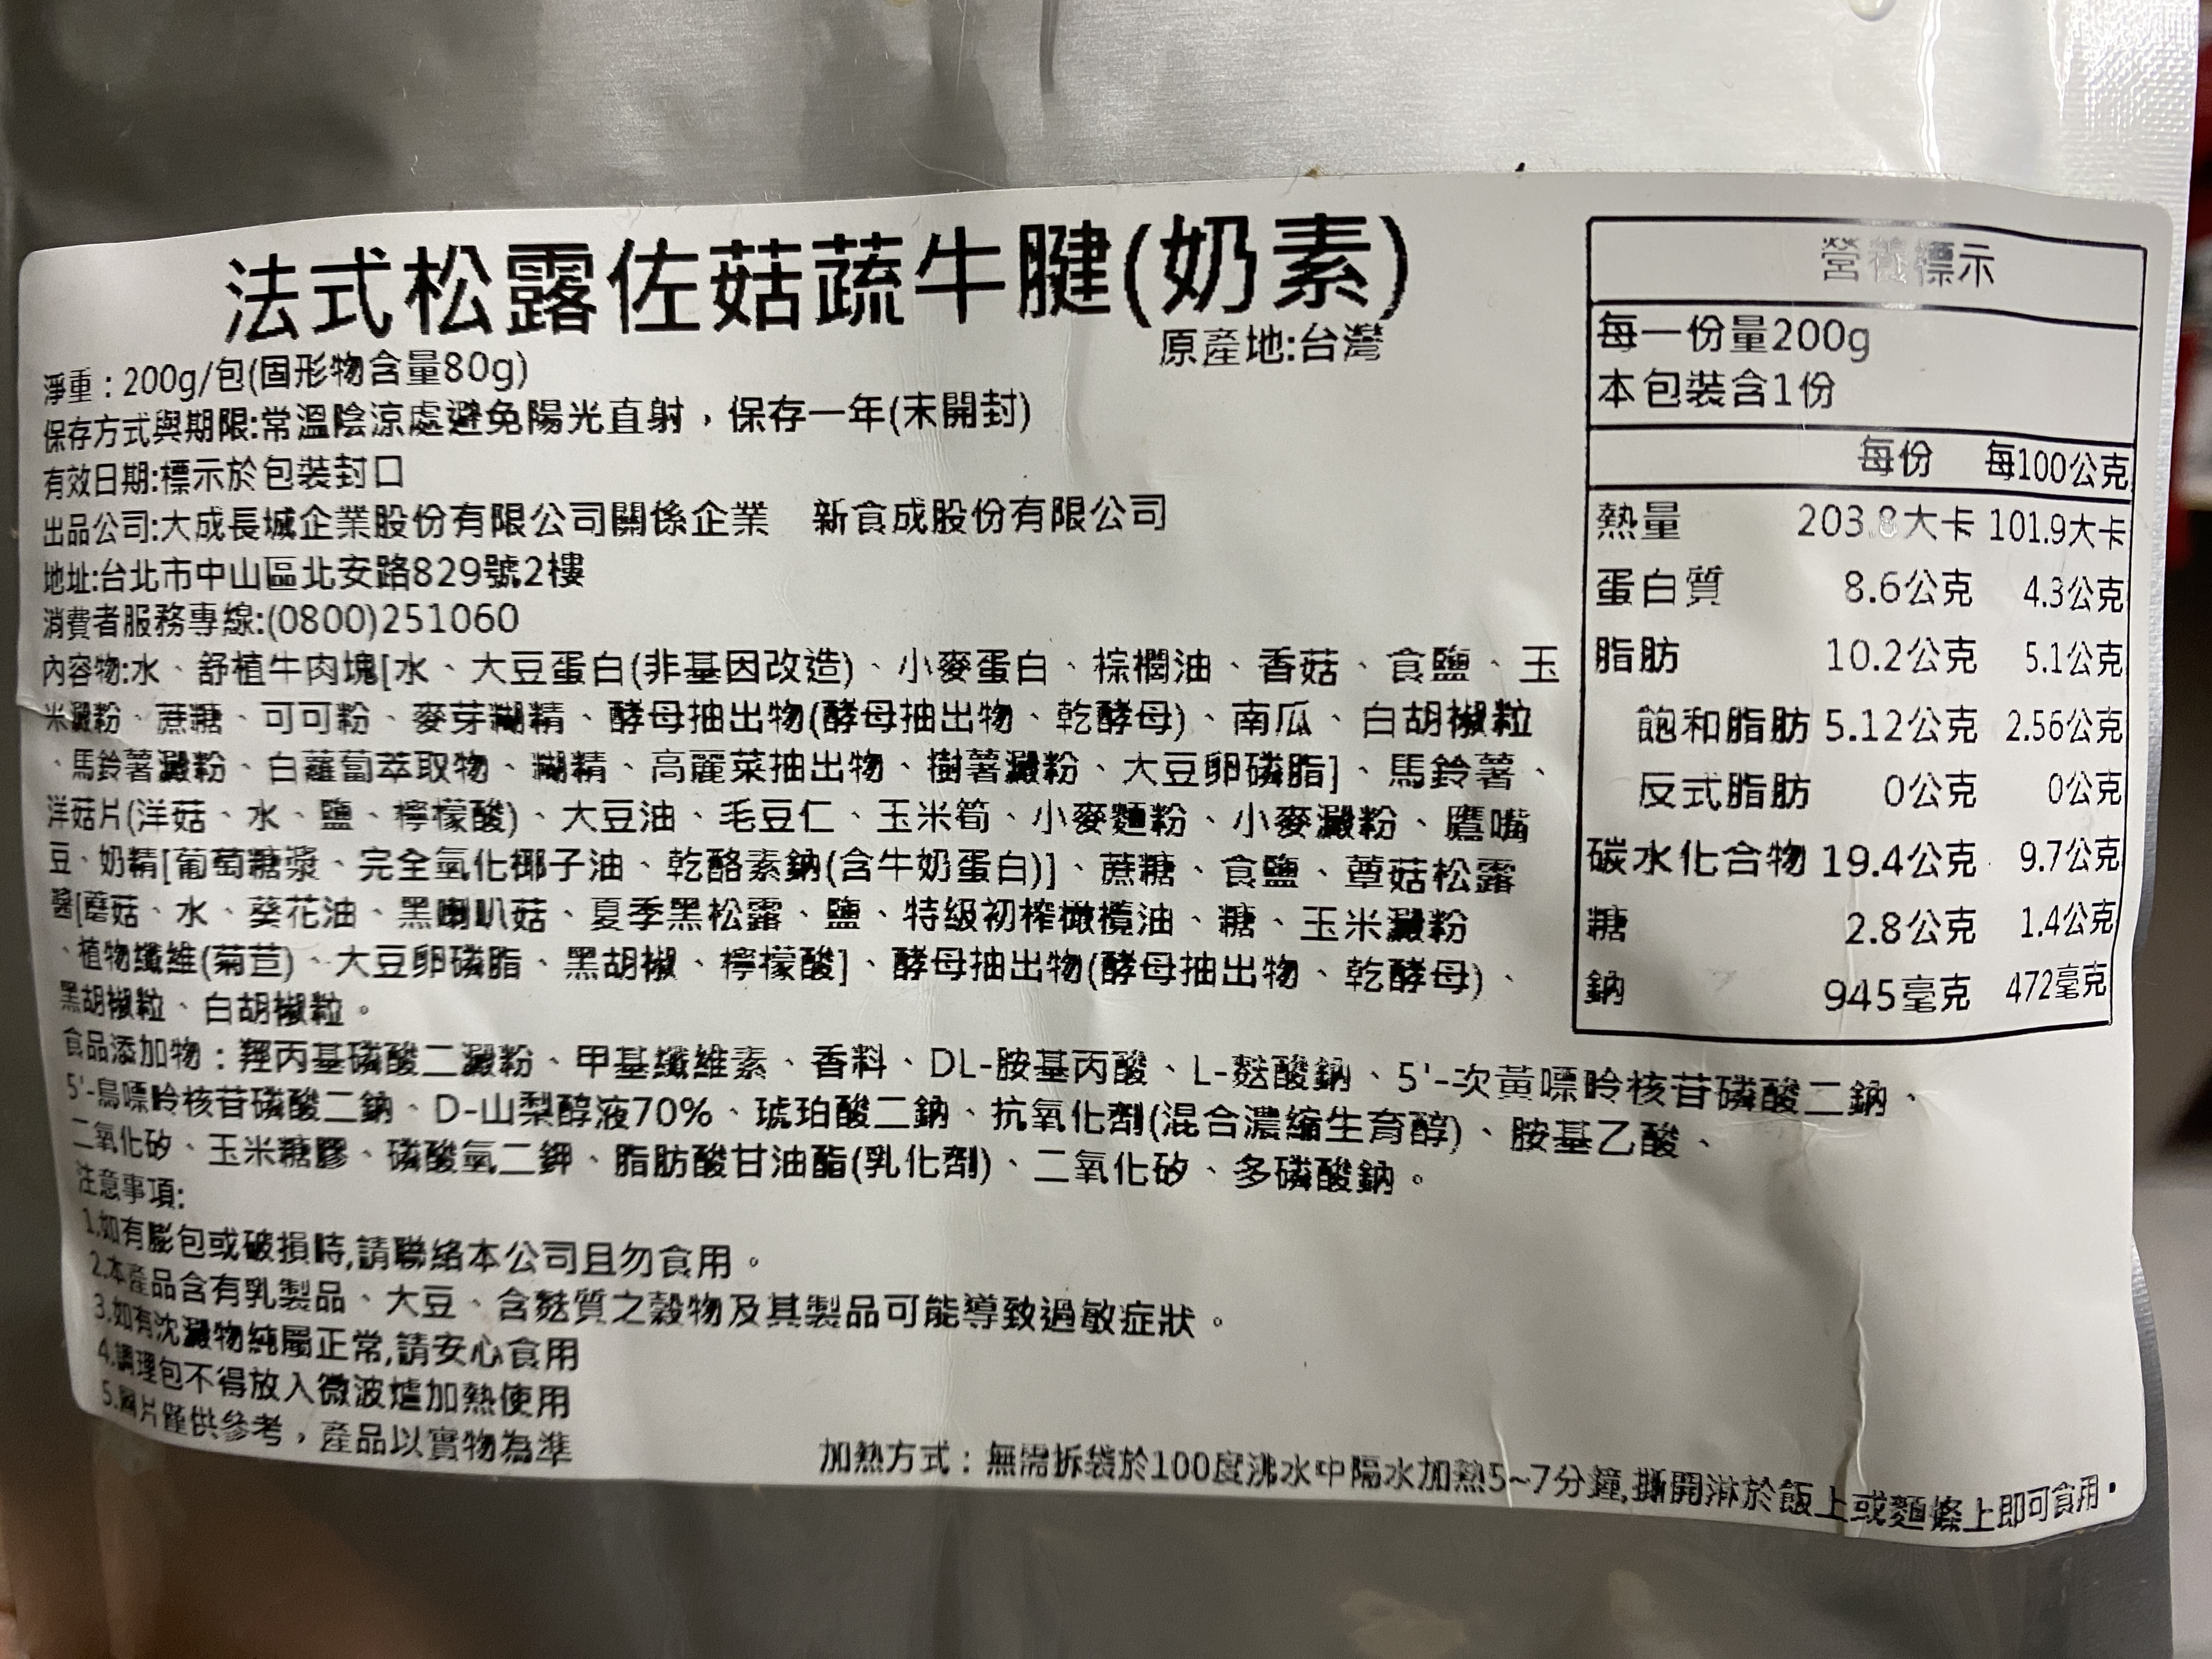 法式松露佐菇蔬牛腱(奶素)
原產地:台灣
淨重：200g/包(固形物含量80g)
保存方式與期限:常溫陰涼處避免陽光直射，保存一年(未開封)
有效日期:標示於包裝封口
出品公司:大成長城企業股份有限公司關係企業　新食成股份有限公司
地址:台北市中山區北安路829號2樓
消費者服務專線:(0800)251060
內容物:水、舒植牛肉塊[水、大豆蛋白(非基因改造)、小麥蛋白、棕櫚油、香菇、食鹽、玉
米澱粉、蔗糖、可可粉、麥芽糊精、酵母抽出物(酵母抽出物、乾酵母)、南瓜、白胡椒粒
、馬鈴薯澱粉、白蘿蔔萃取物、糊精、高麗菜抽出物、樹薯澱粉、大豆卵磷脂]、馬鈴薯、
洋菇片(洋菇、水、鹽、檸檬酸)、大豆油、毛豆仁、玉米筍、小麥麵粉、小麥澱粉、鷹嘴
豆、奶精[葡萄糖漿、完全氫化椰子油、乾酪素鈉(含牛奶蛋白)]、蔗糖、食鹽、蕈菇松露
醬[蘑菇、水、葵花油、黑喇叭菇、夏季黑松露、鹽、特級初榨橄欖油、糖、玉米澱粉
、植物纖維(菊苣)、大豆卵磷脂、黑胡椒、檸檬酸]、酵母抽出物(酵母抽出物、乾酵母)、
黑胡椒粒、白胡椒粒。
食品添加物：羥丙基磷酸二澱粉、甲基纖維素、香料、DL-胺基丙酸、L-麩酸鈉、5'-次黃嘌呤核苷磷酸二鈉、
5'-鳥嘌呤核苷磷酸二鈉、D-山梨醇液70%、琥珀酸二鈉、抗氧化劑(混合濃縮生育醇)、胺基乙酸、
二氧化矽、玉米糖膠、磷酸氫二鉀、脂肪酸甘油酯(乳化劑)、二氧化矽、多磷酸鈉。
注意事項:
1.如有膨包或破損時,請聯絡本公司且勿食用。
2.本產品含有乳製品、大豆、含麩質之穀物及其製品可能導致過敏症狀。
3.如有沈澱物純屬正常,請安心食用
4.調理包不得放入微波爐加熱使用
5.圖片僅供參考，產品以實物為準
加熱方式：無需拆袋於100度沸水中隔水加熱5~7分鐘,撕開淋於飯上或麵條上即可食用。
營養標示
每一份量200g
本包裝含1份
每份 每100公克
熱量 203.8大卡 101.9大卡
蛋白質 8.6公克 4.3公克
脂肪 10.2公克 5.1公克
飽和脂肪 5.12公克 2.56公克
反式脂肪 0公克 0公克
碳水化合物 19.4公克 9.7公克
糖 2.8公克 1.4公克
鈉 945毫克 472毫克